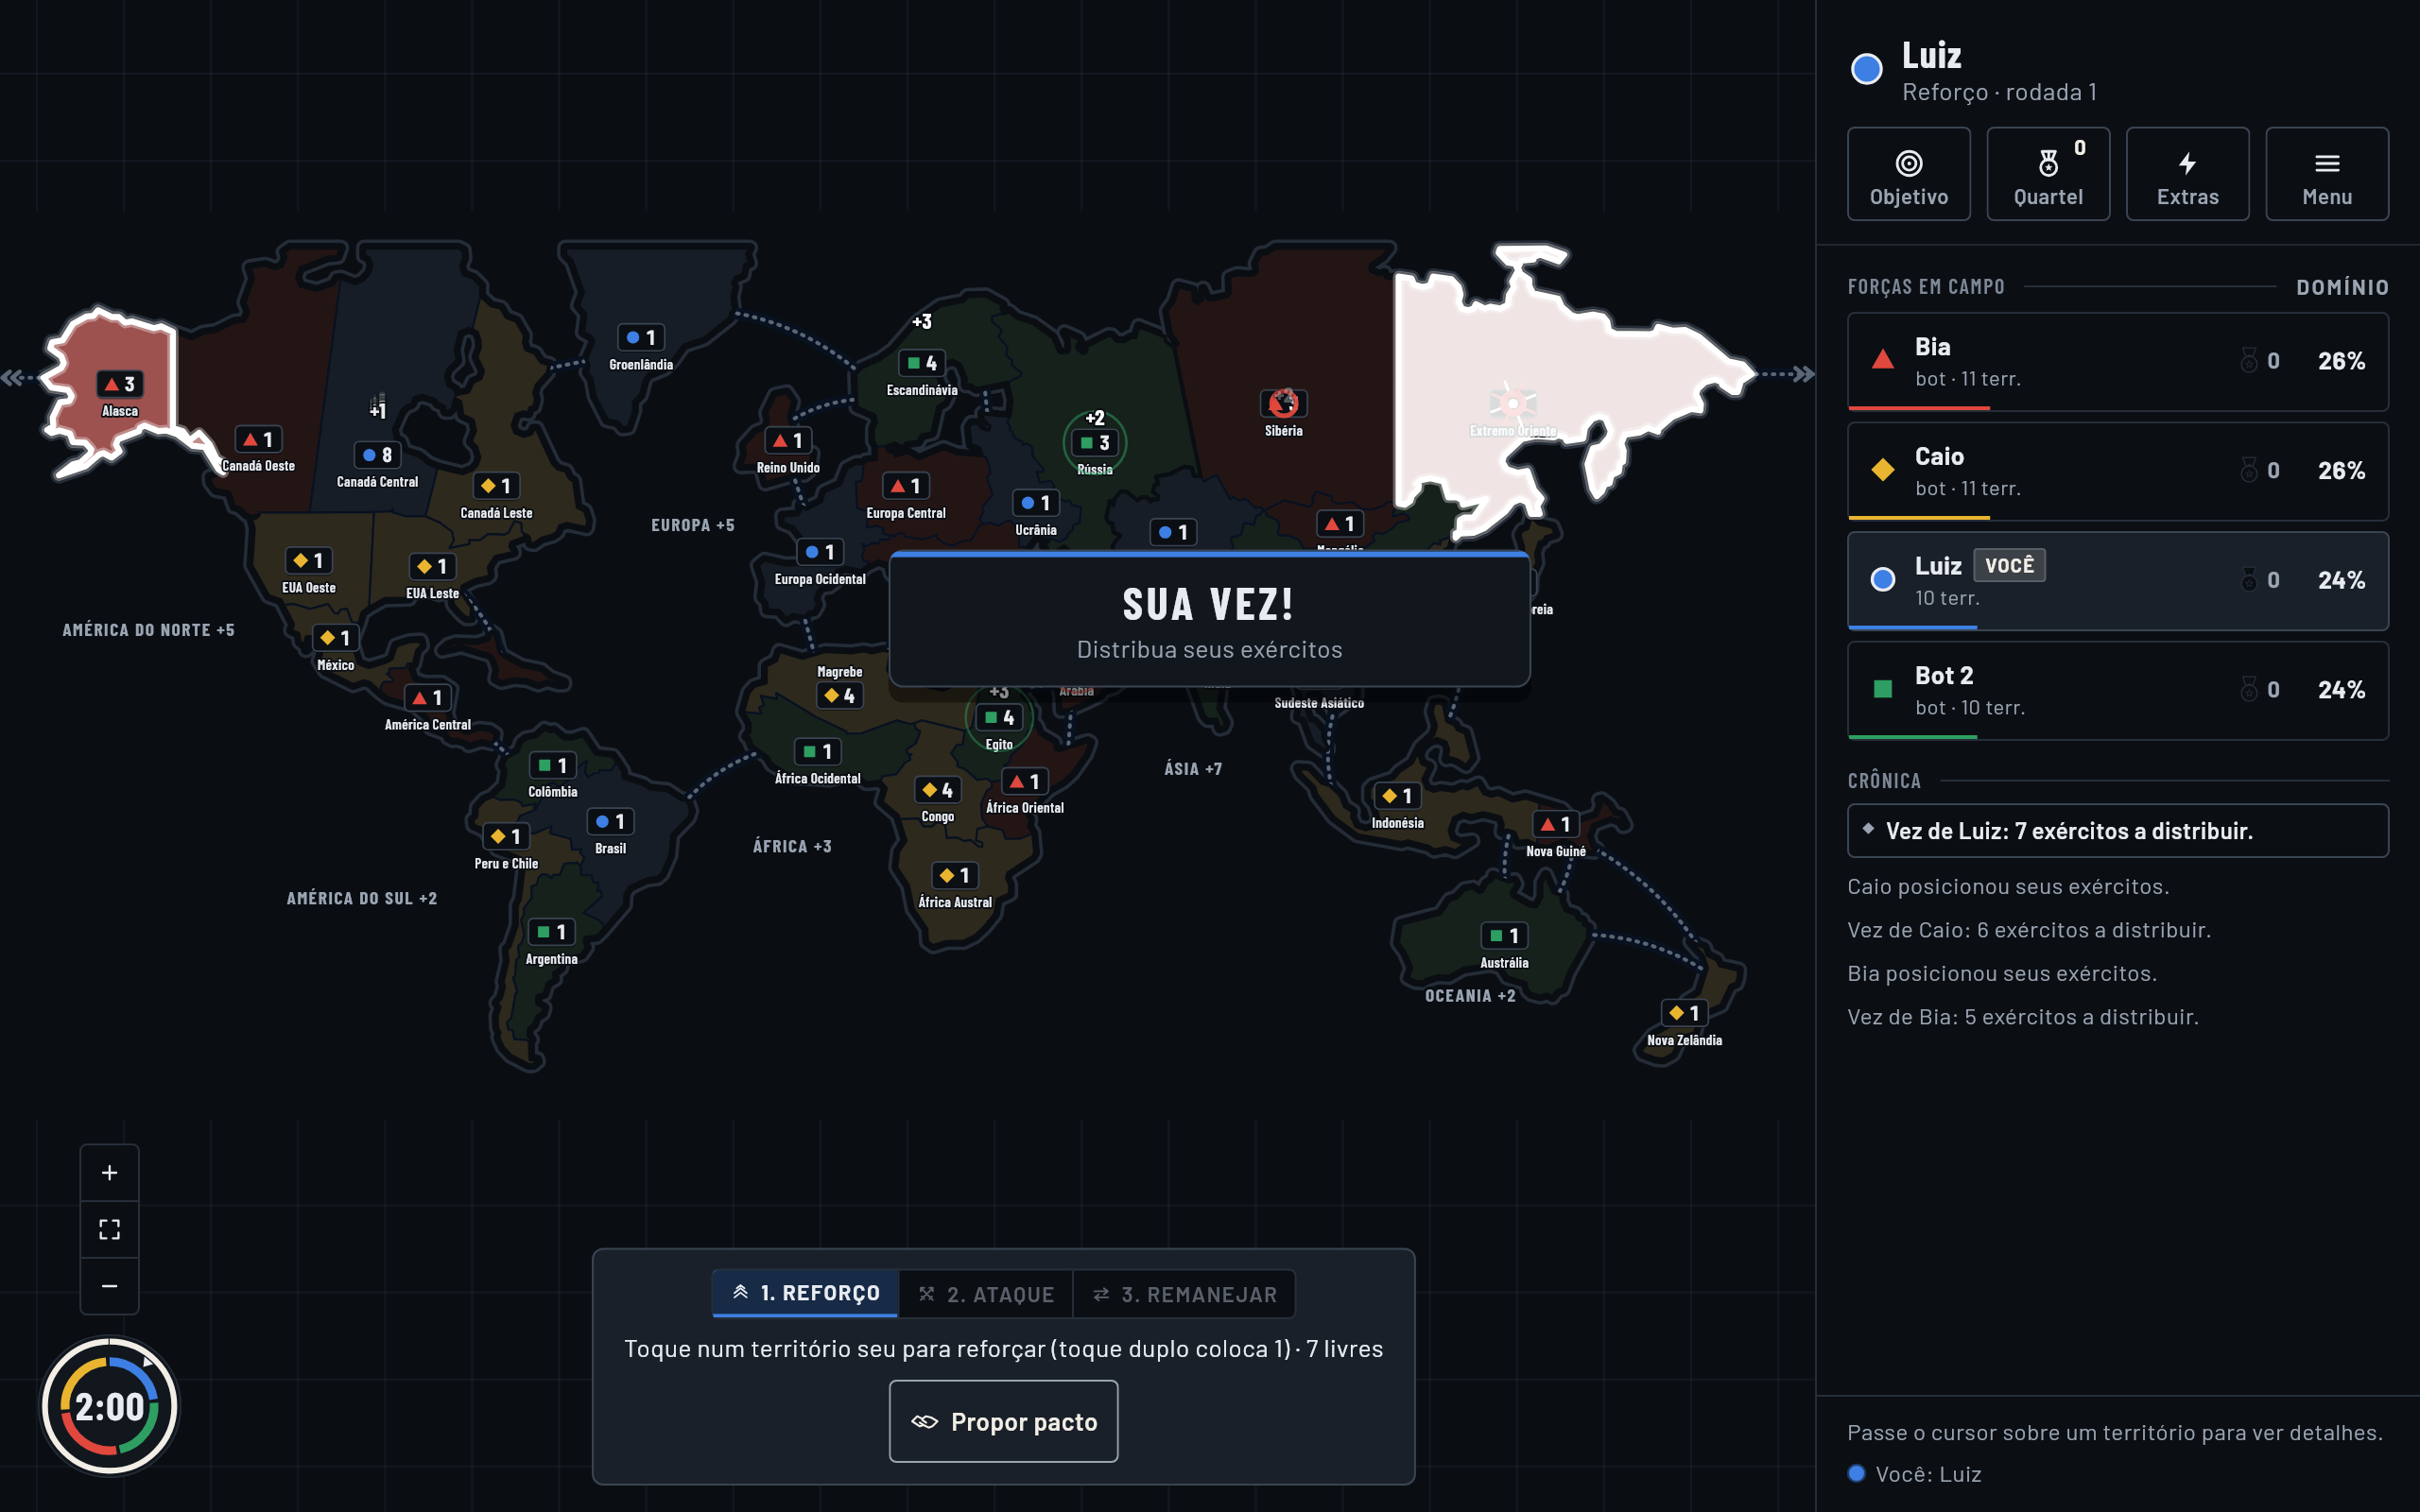 Luiz
Reforço · rodada 1
Objetivo
0
Quartel
Extras
Menu
FORÇAS EM CAMPO
DOMÍNIO
Bia
bot · 11 terr.
0
26%
Caio
bot · 11 terr.
0
26%
Luiz VOCÊ
10 terr.
0
24%
Bot 2
bot · 10 terr.
0
24%
CRÔNICA
Vez de Luiz: 7 exércitos a distribuir.
Caio posicionou seus exércitos.
Vez de Caio: 6 exércitos a distribuir.
Bia posicionou seus exércitos.
Vez de Bia: 5 exércitos a distribuir.
Passe o cursor sobre um território para ver detalhes.
Você: Luiz
3
Alasca
1
Canadá Oeste
+1
8
Canadá Central
1
Canadá Leste
1
Groenlândia
1
EUA Oeste
1
EUA Leste
1
México
1
América Central
AMÉRICA DO NORTE +5
1
Colômbia
1
Brasil
1
Peru e Chile
1
Argentina
AMÉRICA DO SUL +2
+3
4
Escandinávia
1
Reino Unido
1
Europa Central
1
Ucrânia
1
Europa Ocidental
+2
3
Rússia
EUROPA +5
Sibéria
Extremo Oriente
1
1
SUA VEZ!
Distribua seus exércitos
Magrebe
4
+3
4
Egito
Arábia
1
África Ocidental
4
Congo
1
África Oriental
1
África Austral
ÁFRICA +3
Sudeste Asiático
ÁSIA +7
1
Indonésia
1
Nova Guiné
1
Austrália
OCEANIA +2
1
Nova Zelândia
+
−
2:00
1. REFORÇO
2. ATAQUE
3. REMANEJAR
Toque num território seu para reforçar (toque duplo coloca 1) · 7 livres
Propor pacto